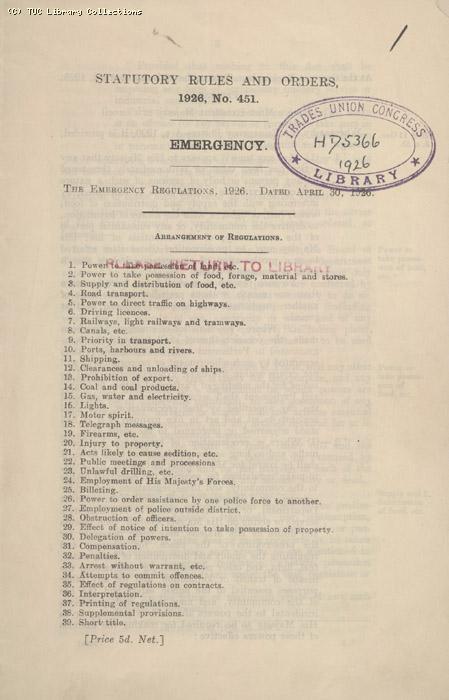 (C) TUC Library Collections
STATUTORY RULES AND ORDERS,
1926, No. 451.
TRADES UNION CONGRESS
HD5366
1926
LIBRARY
EMERGENCY.
THE EMERGENCY REGULATIONS, 1926. DATED APRIL 30, 1926.
ARRANGEMENT OF REGULATIONS.
RETURN TO LIBRARY
1. Power to take possession of land, etc.
2. Power to take possession of food, forage, material and stores.
3. Supply and distribution of food, etc.
4. Road transport.
5. Power to direct traffic on highways.
6. Driving licences.
7. Railways, light railways and tramways.
8. Canals, etc.
9. Priority in transport.
10. Ports, harbours and rivers.
11. Shipping.
12. Clearances and unloading of ships.
13. Prohibition of export.
14. Coal and coal products.
15. Gas, water and electricity.
16. Lights.
17. Motor spirit.
18. Telegraph messages.
19. Firearms, etc.
20. Injury to property.
21. Acts likely to cause sedition, etc.
22. Public meetings and processions
23. Unlawful drilling, etc.
24. Employment of His Majesty's Forces.
25. Billeting.
26. Power to order assistance by one police force to another.
27. Employment of police outside district.
28. Obstruction of officers.
29. Effect of notice of intention to take possession of property.
30. Delegation of powers.
31. Compensation.
32. Penalties.
33. Arrest without warrant, etc.
34. Attempts to commit offences.
35. Effect of regulations on contracts.
36. Interpretation.
37. Printing of regulations.
38. Supplemental provisions.
39. Short title.
[Price 5d. Net.]